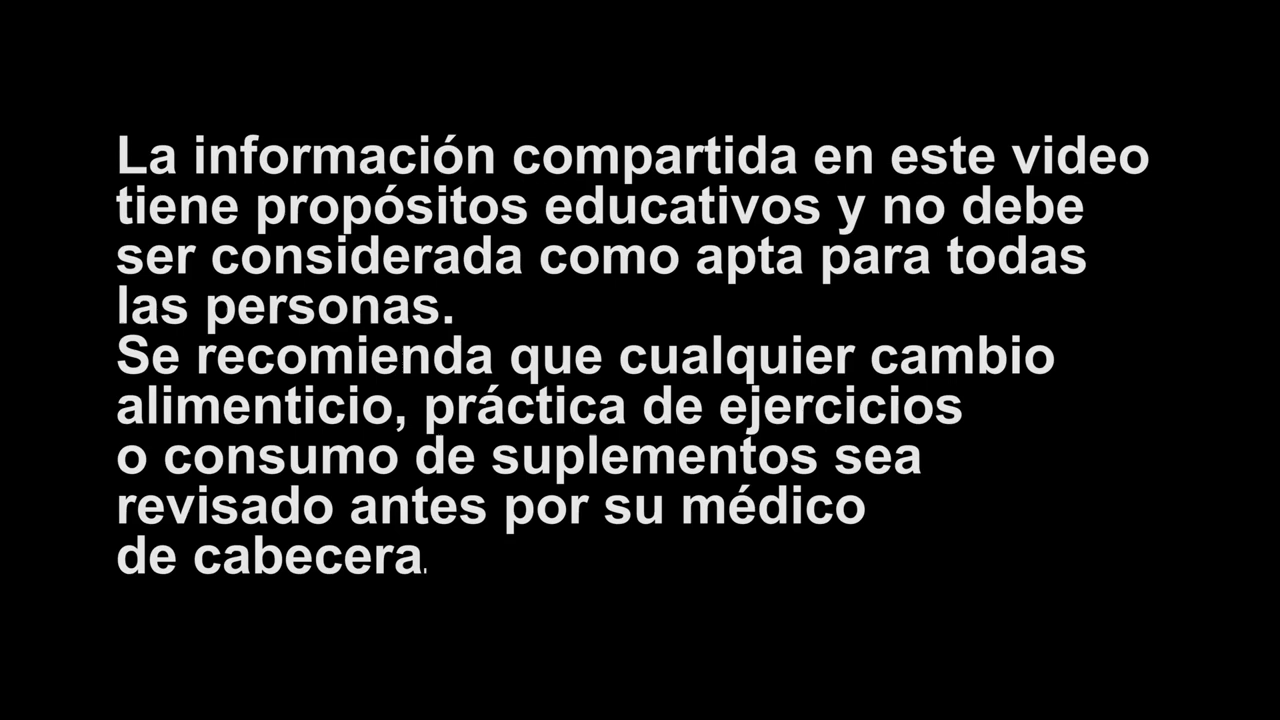 La información compartida en este video
tiene propósitos educativos y no debe
ser considerada como apta para todas
las personas.
Se recomienda que cualquier cambio
alimenticio, práctica de ejercicios
o consumo de suplementos sea
revisado antes por su médico
de cabecera.